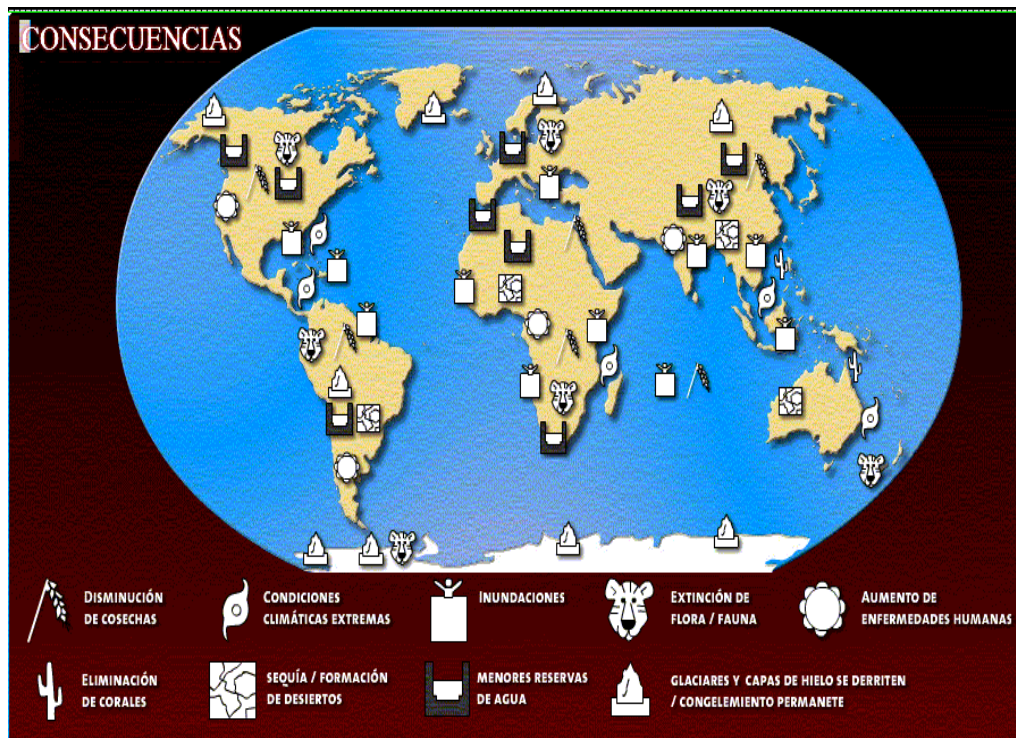 CONSECUENCIAS
DISMINUCIÓN
DE COSECHAS
CONDICIONES
CLIMÁTICAS EXTREMAS
INUNDACIONES
EXTINCIÓN DE
FLORA / FAUNA
AUMENTO DE
ENFERMEDADES HUMANAS
ELIMINACIÓN
DE CORALES
SEQUÍA / FORMACIÓN
DE DESIERTOS
MENORES RESERVAS
DE AGUA
GLACIARES Y CAPAS DE HIELO SE DERRITEN
/ CONGELEMIENTO PERMANETE